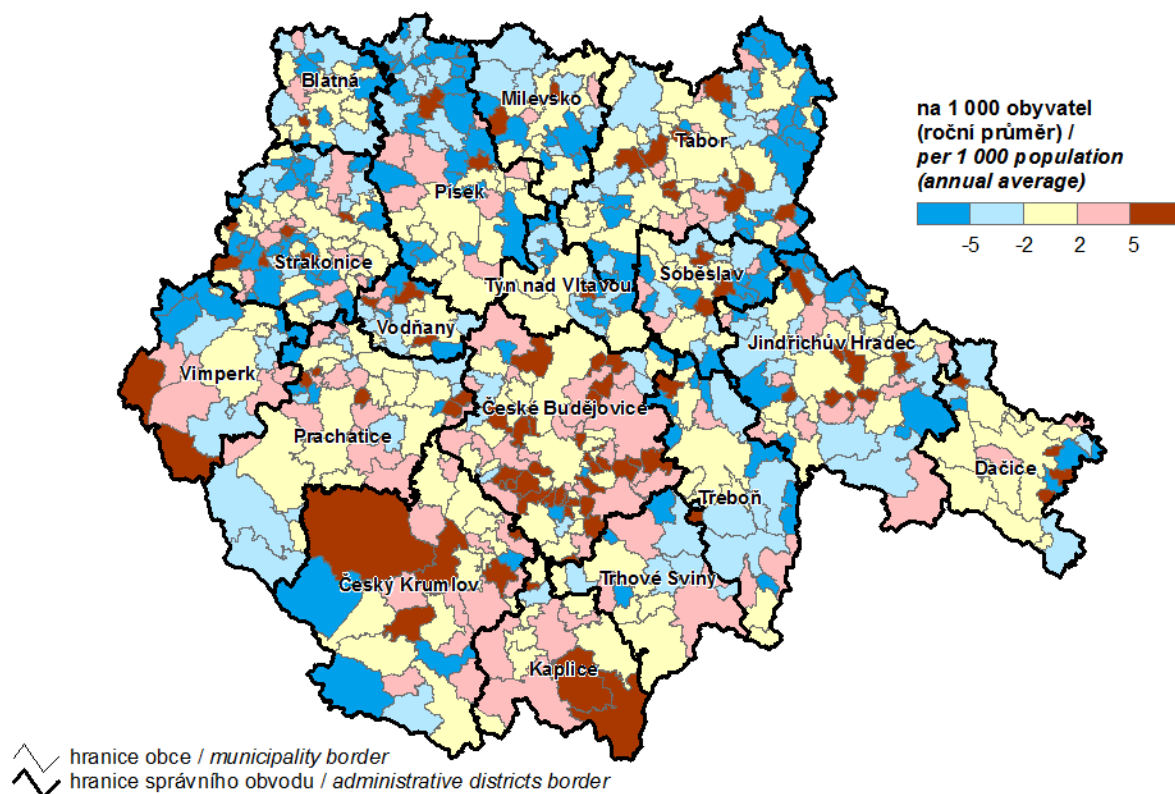 Blatná
Milevsko
Tábor
Písek
Strakonice
Týn nad Vltavou
Soběslav
Vodňany
Jindřichův Hradec
Vimperk
České Budějovice
Prachatice
Dačice
Třeboň
Český Krumlov
Trhové Sviny
Kaplice
na 1 000 obyvatel
(roční průměr) /
per 1 000 population
(annual average)
-5 -2 2 5
hranice obce / municipality border
hranice správního obvodu / administrative districts border